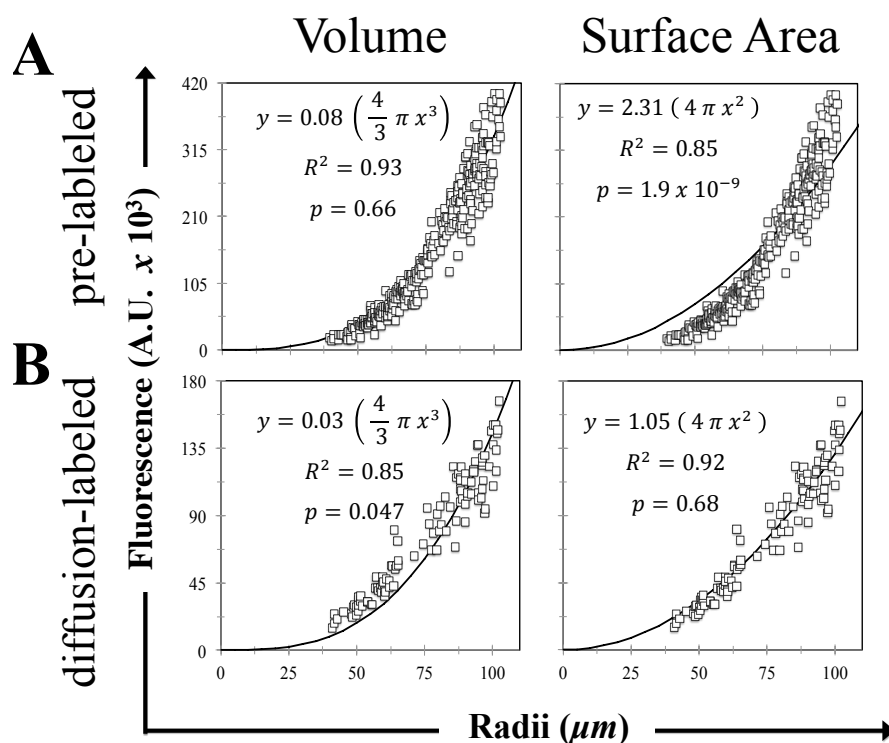 Volume
Surface Area
A
pre-lableled
Fluorescence (A.U. x 10³)
420
315
210
105
0
y = 0.08 (4/3 π x³)
R² = 0.93
p = 0.66
y = 2.31 ( 4 π x² )
R² = 0.85
p = 1.9 x 10⁻⁹
B
diffusion-labeled
180
135
90
45
0
y = 0.03 (4/3 π x³)
R² = 0.85
p = 0.047
y = 1.05 ( 4 π x² )
R² = 0.92
p = 0.68
0 25 50 75 100
0 25 50 75 100
Radii (μm)